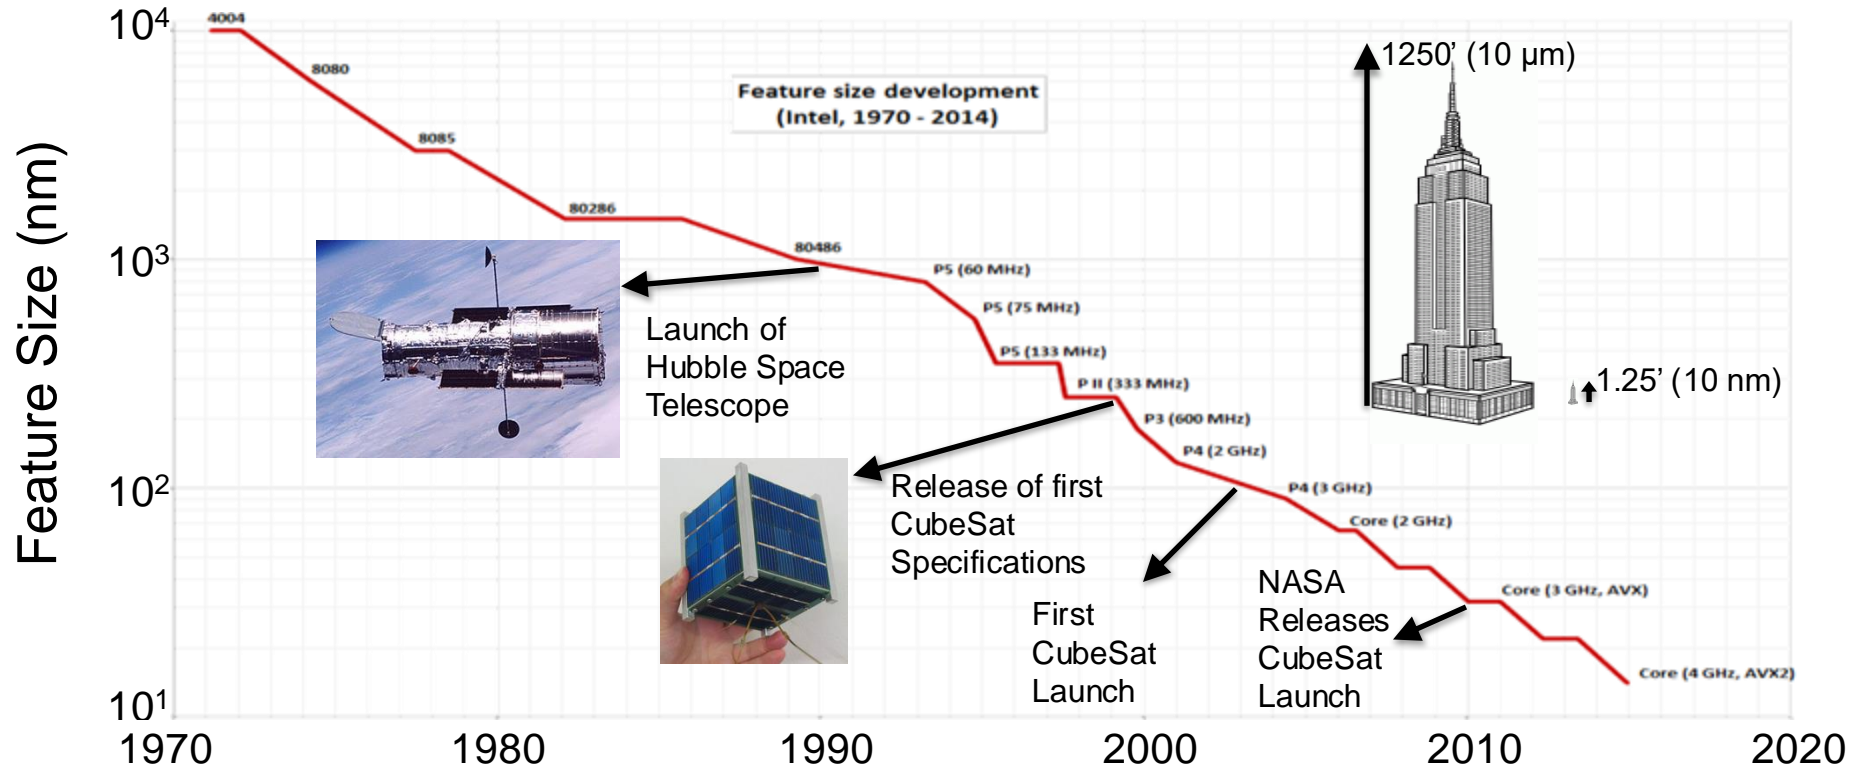 Feature Size (nm)
10⁴
10³
10²
10¹
1970
1980
1990
2000
2010
2020
Feature size development
(Intel, 1970 - 2014)
4004
8080
8085
80286
80486
P5 (60 MHz)
P5 (75 MHz)
P5 (133 MHz)
P II (333 MHz)
P3 (600 MHz)
P4 (2 GHz)
P4 (3 GHz)
Core (2 GHz)
Core (3 GHz, AVX)
Core (4 GHz, AVX2)
Launch of
Hubble Space
Telescope
Release of first
CubeSat
Specifications
First
CubeSat
Launch
NASA
Releases
CubeSat
Launch
1250’ (10 µm)
1.25’ (10 nm)